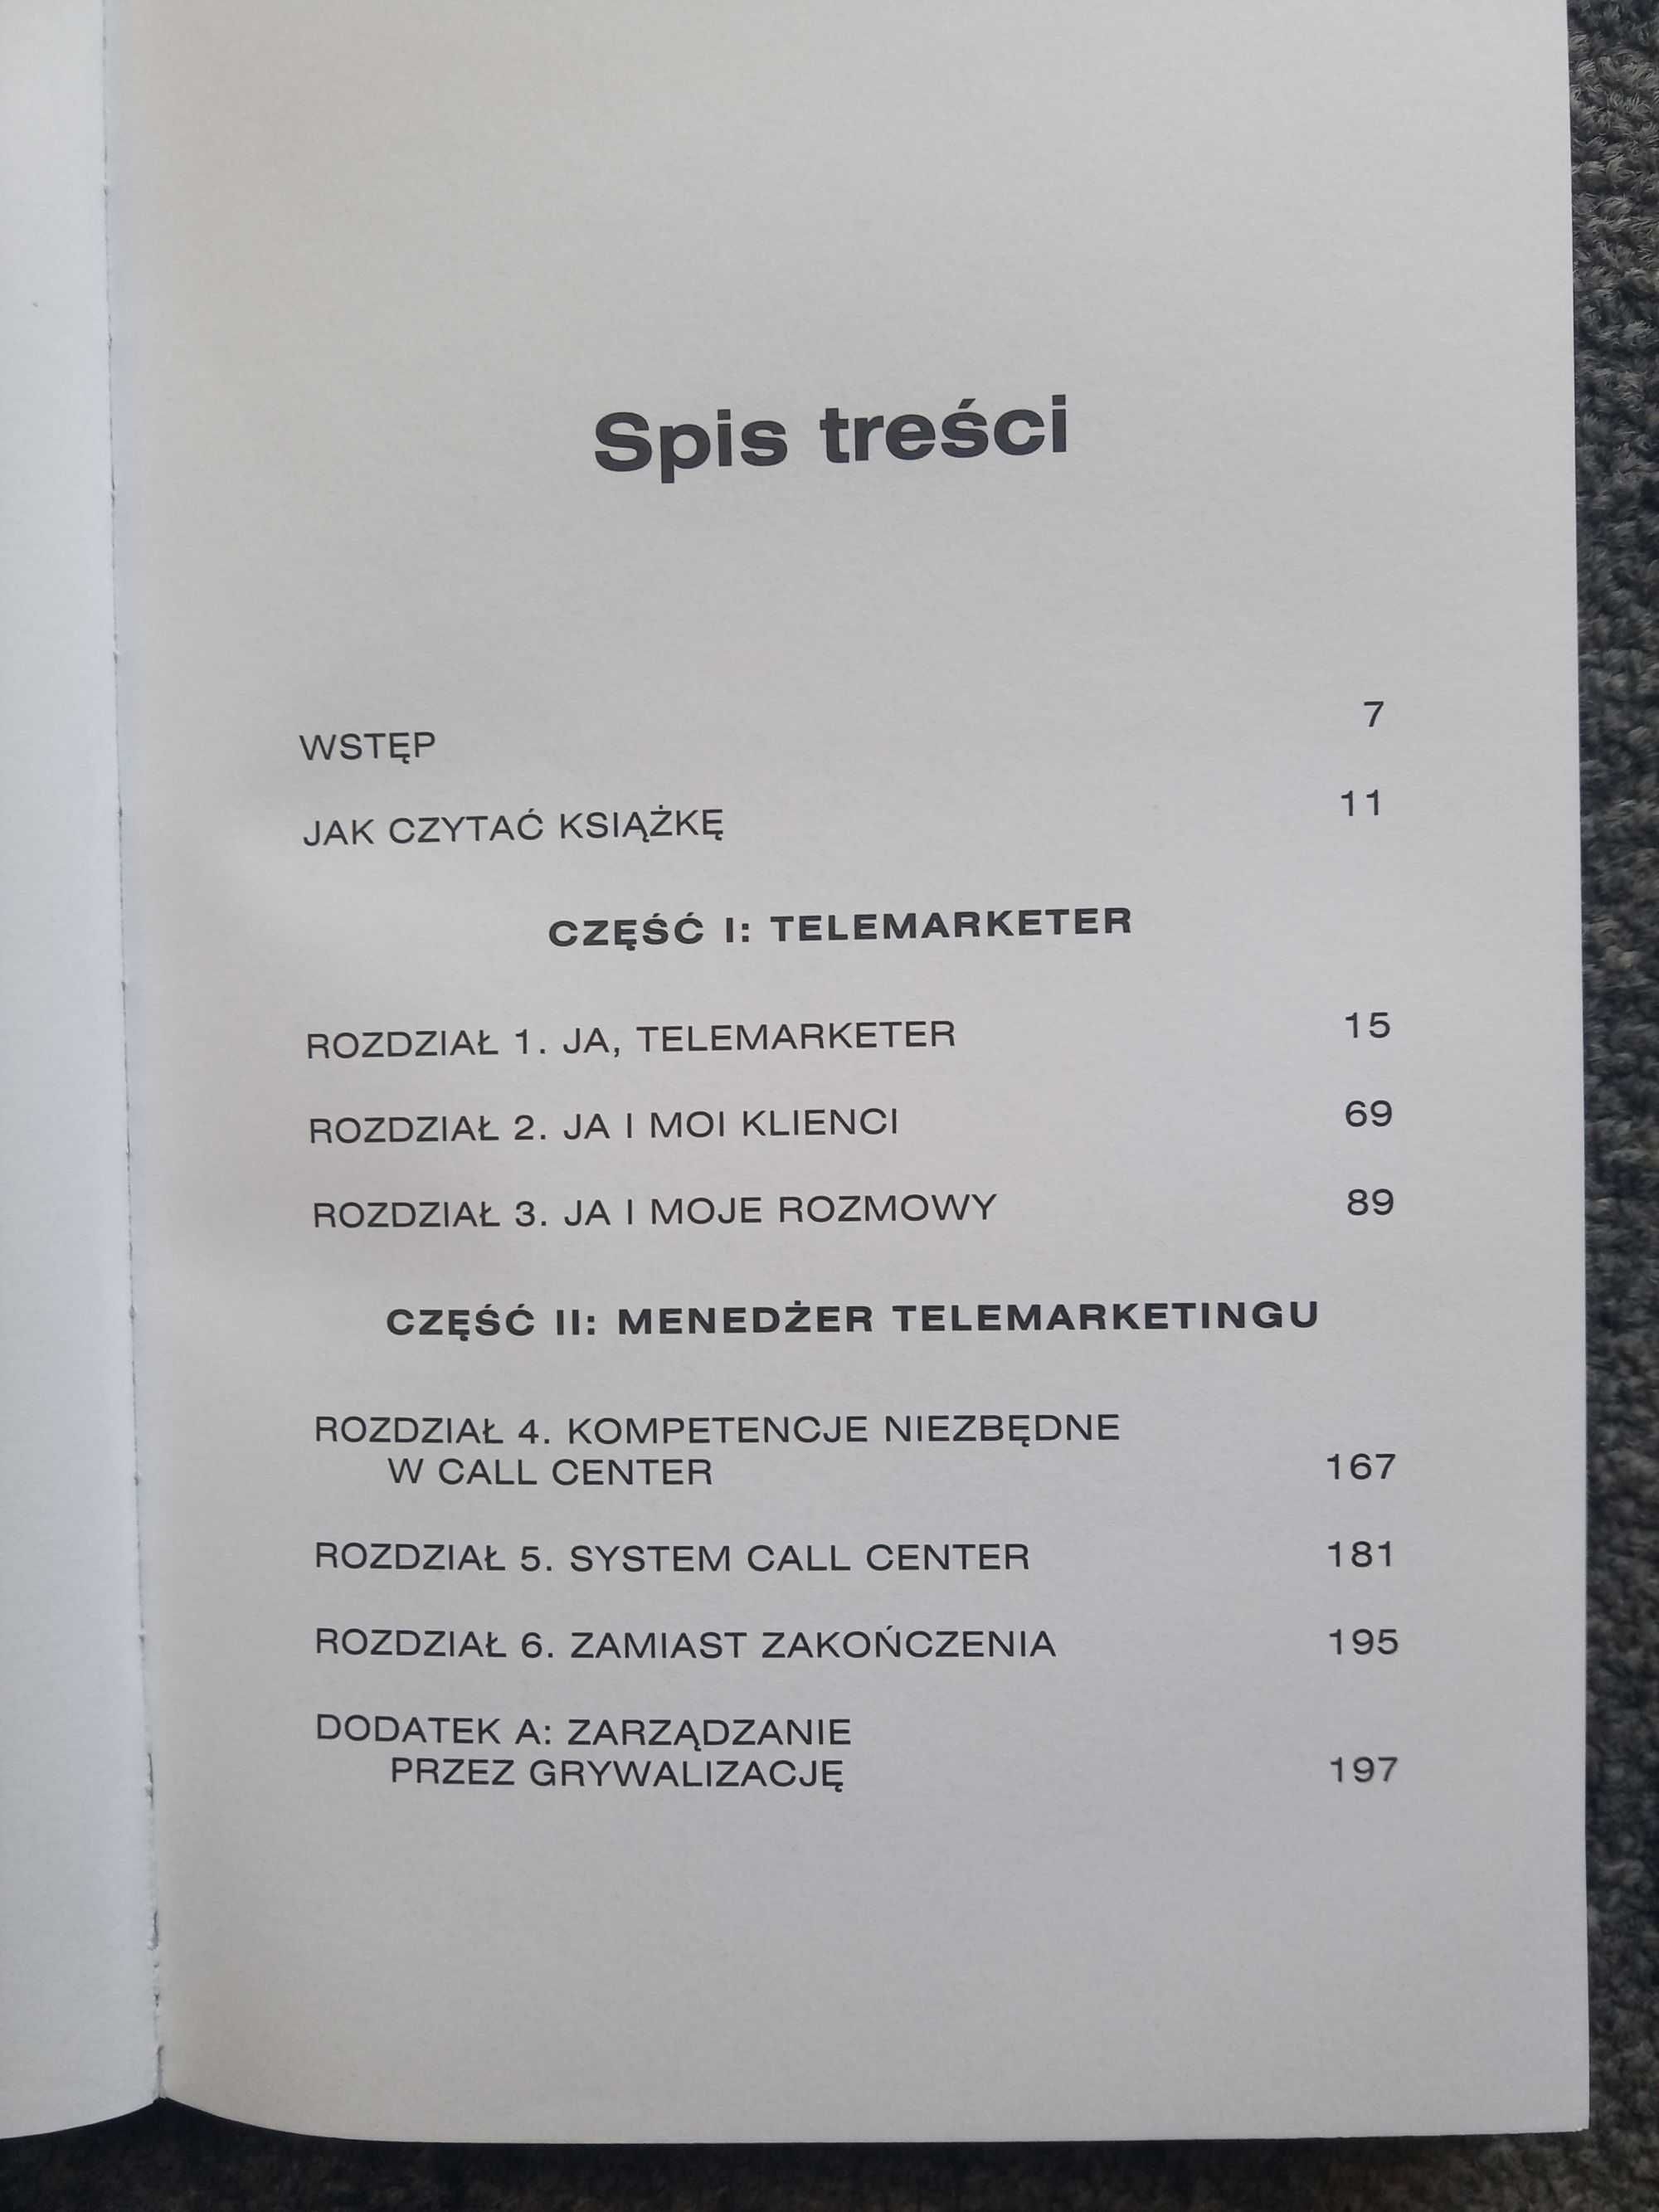 Spis treści
WSTĘP 7
JAK CZYTAĆ KSIĄŻKĘ 11
CZĘŚĆ I: TELEMARKETER
ROZDZIAŁ 1. JA, TELEMARKETER 15
ROZDZIAŁ 2. JA I MOI KLIENCI 69
ROZDZIAŁ 3. JA I MOJE ROZMOWY 89
CZĘŚĆ II: MENEDŻER TELEMARKETINGU
ROZDZIAŁ 4. KOMPETENCJE NIEZBĘDNE
W CALL CENTER 167
ROZDZIAŁ 5. SYSTEM CALL CENTER 181
ROZDZIAŁ 6. ZAMIAST ZAKOŃCZENIA 195
DODATEK A: ZARZĄDZANIE
PRZEZ GRYWALIZACJĘ 197